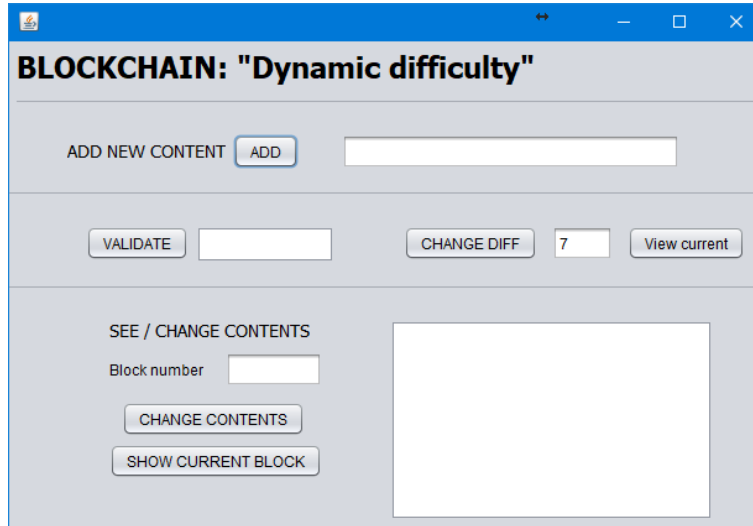 BLOCKCHAIN: "Dynamic difficulty"
ADD NEW CONTENT ADD
VALIDATE CHANGE DIFF 7 View current
SEE / CHANGE CONTENTS
Block number
CHANGE CONTENTS
SHOW CURRENT BLOCK